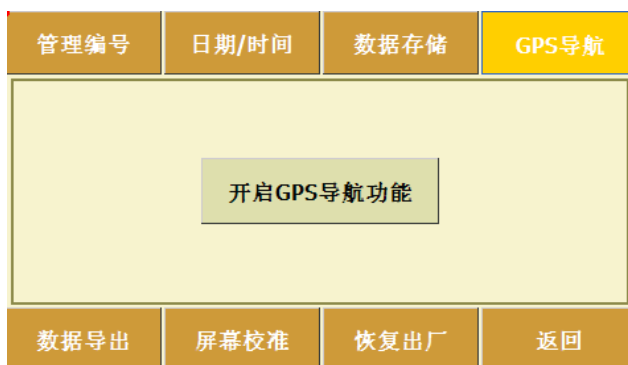 管理编号 日期/时间 数据存储 GPS导航
开启GPS导航功能
数据导出 屏幕校准 恢复出厂 返回